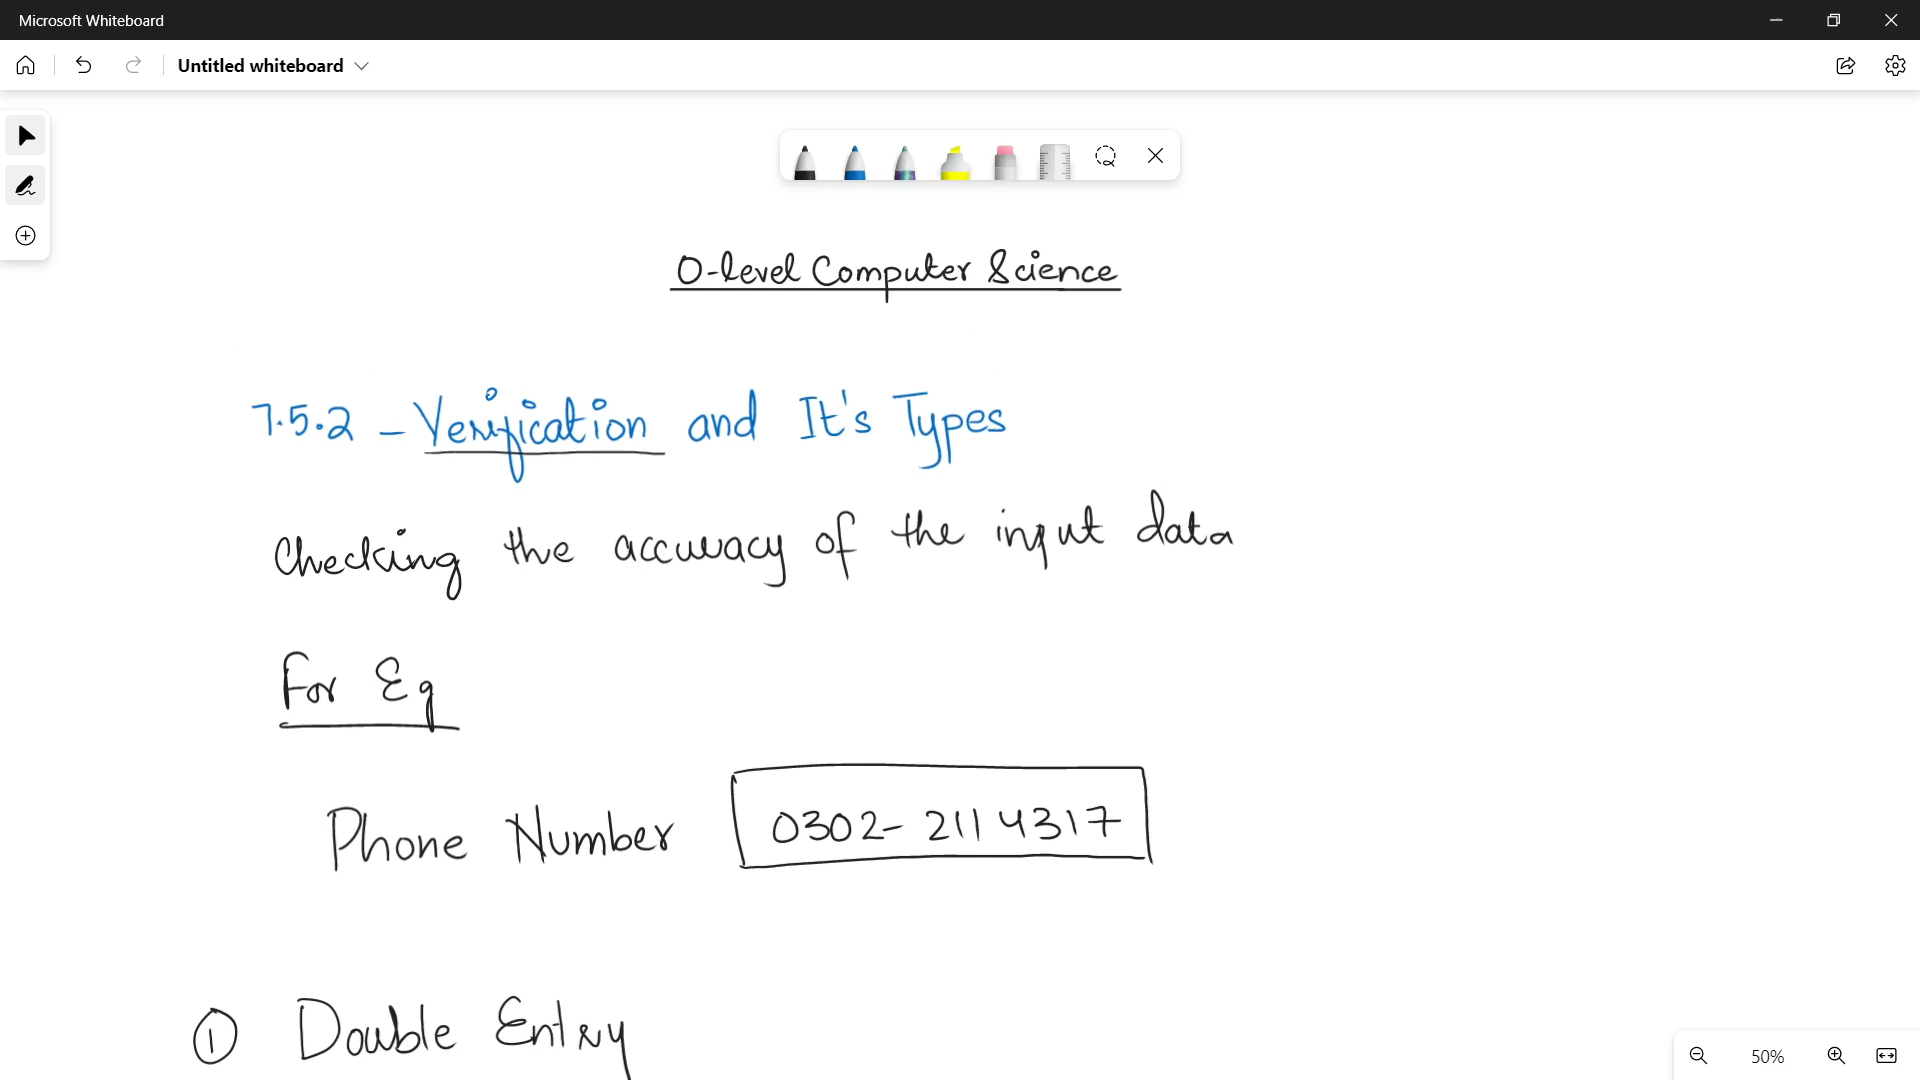 Microsoft Whiteboard
Untitled whiteboard
O-level Computer Science
7.5.2 - Verification and It's Types
Checking the accuracy of the input data
For Eg
Phone Number 0302-2114317
① Double Entry
50%